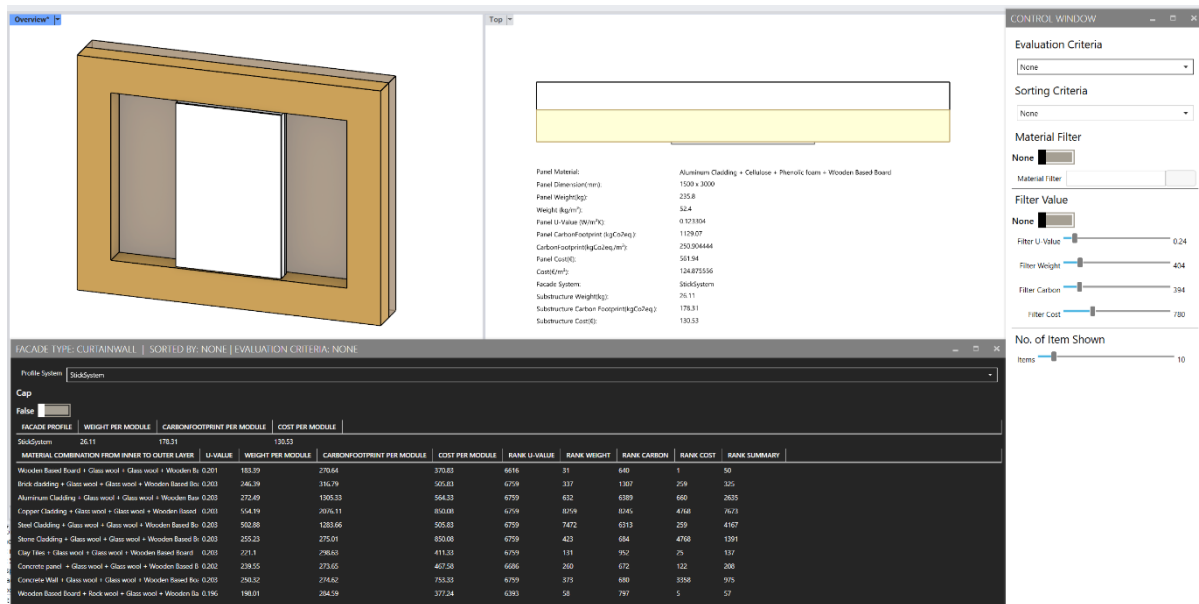 Overview*
Top
CONTROL WINDOW
Evaluation Criteria
None
Sorting Criteria
None
Material Filter
None
Material Filter
Filter Value
None
Filter U-Value 0.24
Filter Weight 404
Filter Carbon 394
Filter Cost 780
No. of Item Shown
Items 10
Panel Material: Aluminum Cladding + Cellulose + Phenolic foam + Wooden Based Board
Panel Dimension(mm): 1500 x 3000
Panel Weight(kg): 235.8
Weight (kg/m²): 52.4
Panel U-Value (W/m²K): 0.123304
Panel CarbonFootprint (kgCo2eq.): 1129.07
CarbonFootprint(kgCo2eq./m²): 250.904444
Panel Cost(€): 561.94
Cost(€/m²): 124.875556
Facade System: StickSystem
Substructure Weight(kg): 26.11
Substructure Carbon Footprint(kgCo2eq.): 178.31
Substructure Cost(€): 130.53
FACADE TYPE: CURTAINWALL | SORTED BY: NONE | EVALUATION CRITERIA: NONE
Profile System StickSystem
Cap
False
FACADE PROFILE WEIGHT PER MODULE CARBONFOOTPRINT PER MODULE COST PER MODULE
StickSystem 26.11 178.31 130.53
MATERIAL COMBINATION FROM INNER TO OUTER LAYER U-VALUE WEIGHT PER MODULE CARBONFOOTPRINT PER MODULE COST PER MODULE RANK U-VALUE RANK WEIGHT RANK CARBON RANK COST RANK SUMMARY
Wooden Based Board + Glass wool + Glass wool + Wooden Ba 0.201 183.39 270.64 370.83 6616 31 640 1 50
Brick cladding + Glass wool + Glass wool + Wooden Based Bo 0.203 246.39 316.79 505.83 6759 337 1307 259 325
Aluminum Cladding + Glass wool + Glass wool + Wooden Base 0.203 272.49 1305.33 564.33 6759 632 6389 660 2635
Copper Cladding + Glass wool + Glass wool + Wooden Based 0.203 554.19 2076.11 850.08 6759 8259 8245 4768 7673
Steel Cladding + Glass wool + Glass wool + Wooden Based Bo 0.203 502.88 1283.66 505.83 6759 7472 6313 259 4167
Stone Cladding + Glass wool + Glass wool + Wooden Based Bo 0.203 255.23 275.01 850.08 6759 423 684 4768 1391
Clay Tiles + Glass wool + Glass wool + Wooden Based Board 0.203 221.1 298.63 411.33 6759 131 952 25 137
Concrete panel + Glass wool + Glass wool + Wooden Based B 0.202 239.55 273.65 467.58 6686 260 672 122 208
Concrete Wall + Glass wool + Glass wool + Wooden Based Bo 0.203 250.32 274.62 753.33 6759 373 680 3358 975
Wooden Based Board + Rock wool + Glass wool + Wooden Ba 0.196 198.01 284.59 377.24 6393 58 797 5 57